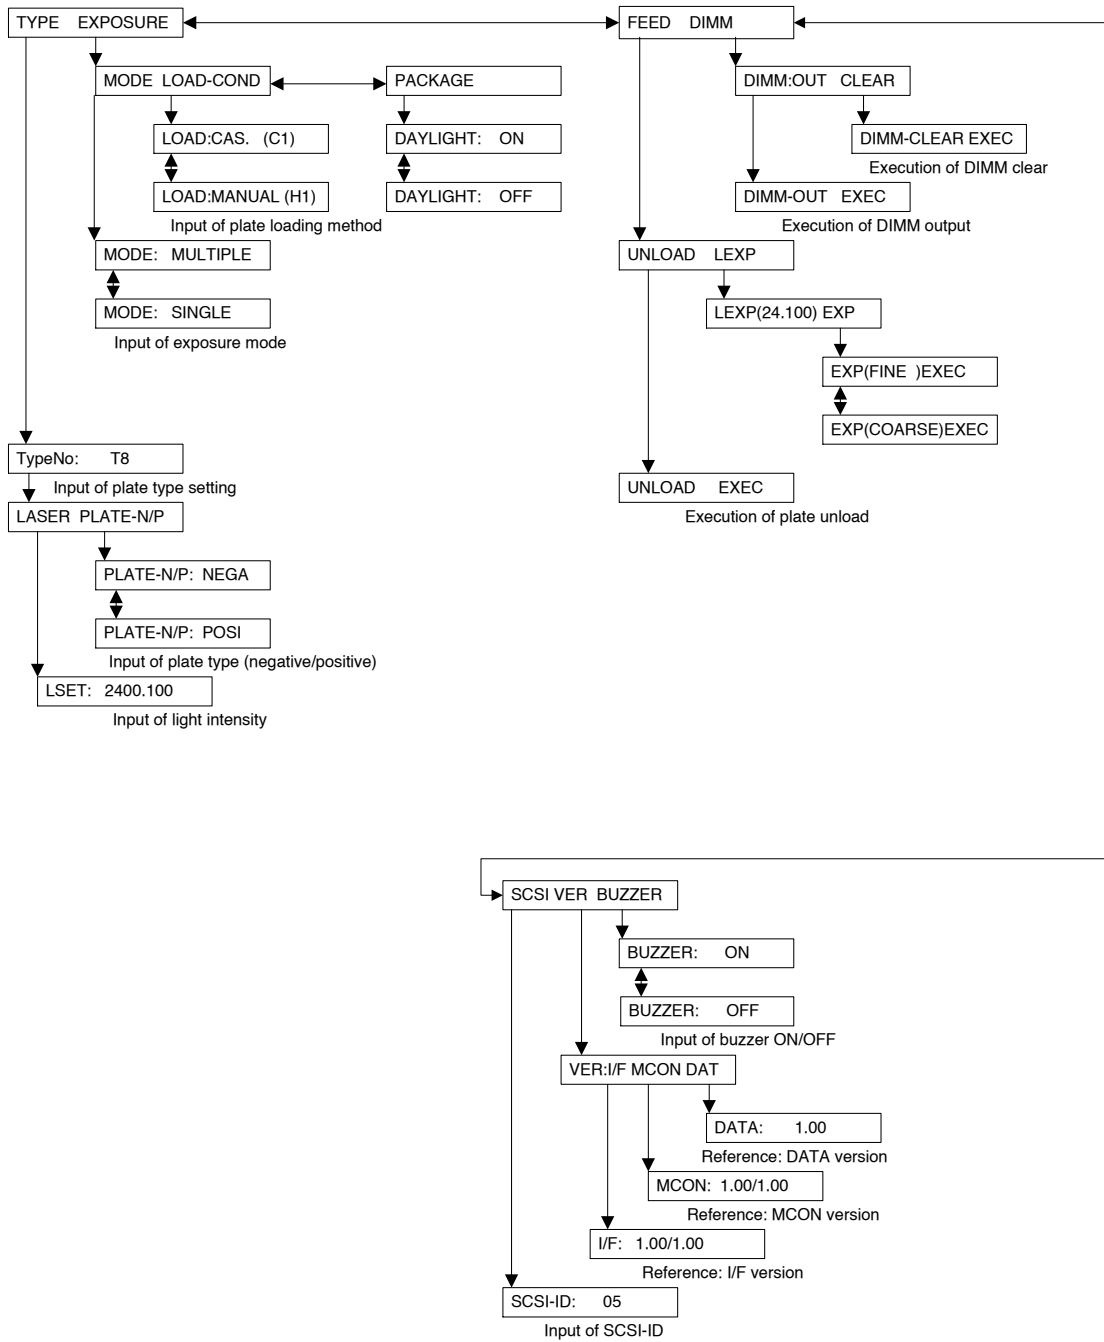 TYPE EXPOSURE
FEED DIMM
MODE LOAD-COND
PACKAGE
DIMM:OUT CLEAR
LOAD:CAS. (C1)
DAYLIGHT: ON
DIMM-CLEAR EXEC
Execution of DIMM clear
LOAD:MANUAL (H1)
DAYLIGHT: OFF
DIMM-OUT EXEC
Input of plate loading method
Execution of DIMM output
MODE: MULTIPLE
UNLOAD LEXP
MODE: SINGLE
LEXP(24.100) EXP
Input of exposure mode
EXP(FINE )EXEC
EXP(COARSE)EXEC
TypeNo: T8
Input of plate type setting
UNLOAD EXEC
LASER PLATE-N/P
Execution of plate unload
PLATE-N/P: NEGA
PLATE-N/P: POSI
Input of plate type (negative/positive)
LSET: 2400.100
Input of light intensity
SCSI VER BUZZER
BUZZER: ON
BUZZER: OFF
Input of buzzer ON/OFF
VER:I/F MCON DAT
DATA: 1.00
Reference: DATA version
MCON: 1.00/1.00
Reference: MCON version
I/F: 1.00/1.00
Reference: I/F version
SCSI-ID: 05
Input of SCSI-ID